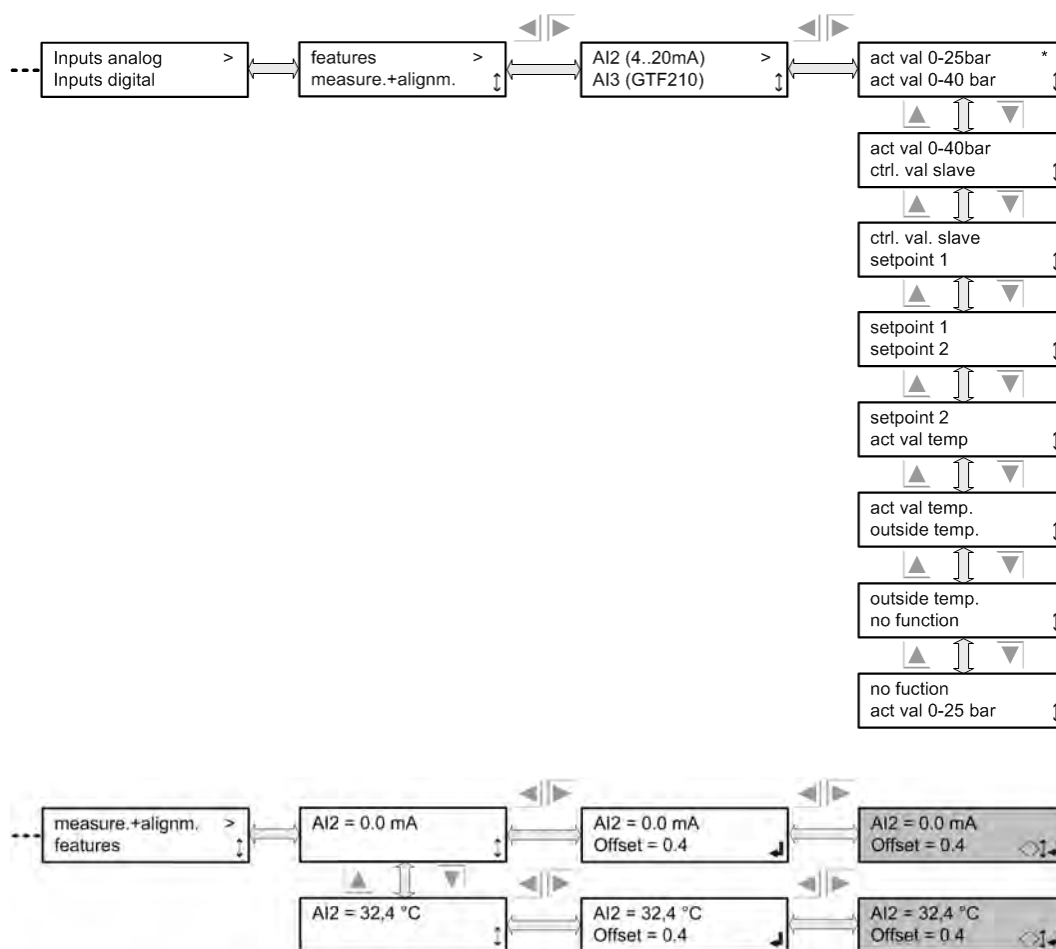 Inputs analog >
Inputs digital
features >
measure.+alignm.
AI2 (4..20mA) >
AI3 (GTF210)
act val 0-25bar *
act val 0-40 bar
act val 0-40bar
ctrl. val slave
ctrl. val. slave
setpoint 1
setpoint 1
setpoint 2
setpoint 2
act val temp
act val temp.
outside temp.
outside temp.
no function
no fuction
act val 0-25 bar
measure.+alignm. >
features
AI2 = 0.0 mA
AI2 = 0.0 mA
Offset = 0.4
AI2 = 0.0 mA
Offset = 0.4
AI2 = 32,4 °C
AI2 = 32,4 °C
Offset = 0.4
AI2 = 32,4 °C
Offset = 0.4